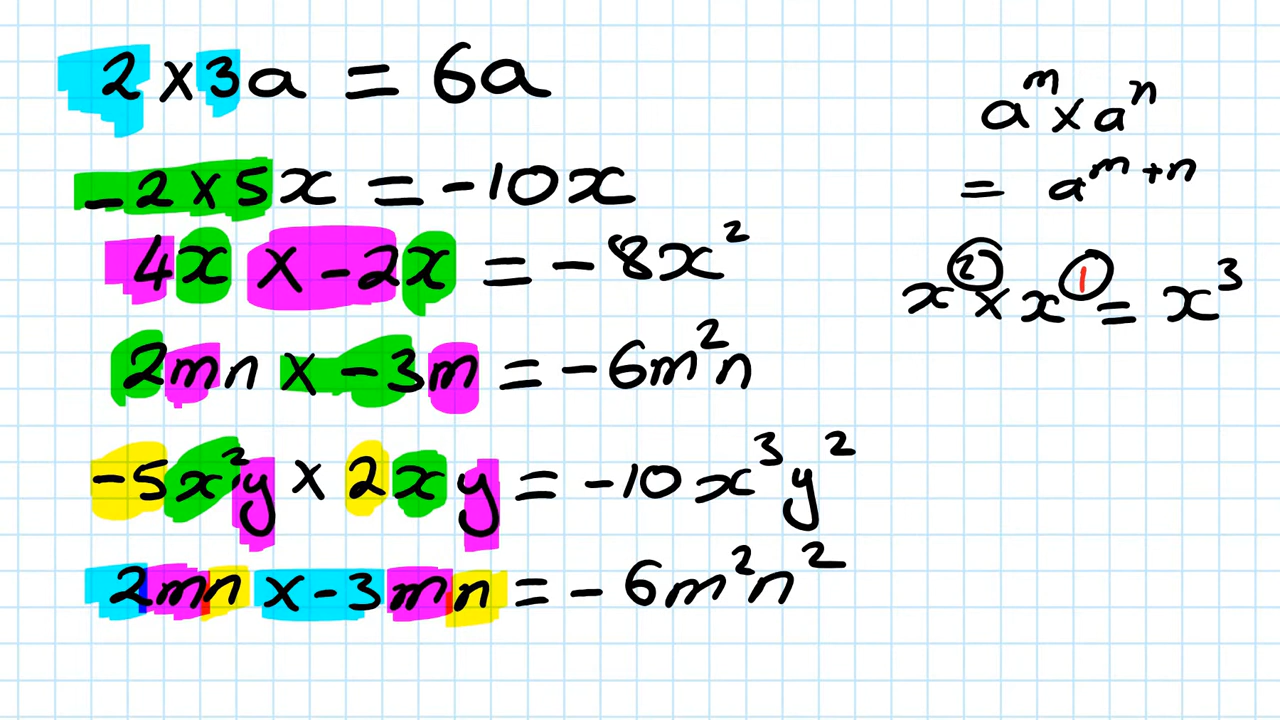 2 × 3a = 6a
-2 × 5x = -10x
4x × -2x = -8x²
2mn × -3m = -6m²n
-5x²y × 2xy = -10x³y²
2mn × -3mn = -6m²n²
aᵐ × aⁿ
= aᵐ⁺ⁿ
x² × x¹ = x³